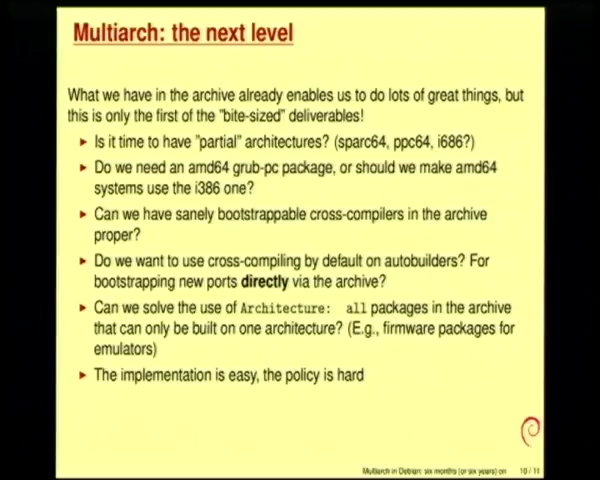 Multiarch: the next level
What we have in the archive already enables us to do lots of great things, but
this is only the first of the "bite-sized" deliverables!
Is it time to have "partial" architectures? (sparc64, ppc64, i686?)
Do we need an amd64 grub-pc package, or should we make amd64
systems use the i386 one?
Can we have sanely bootstrappable cross-compilers in the archive
proper?
Do we want to use cross-compiling by default on autobuilders? For
bootstrapping new ports directly via the archive?
Can we solve the use of Architecture: all packages in the archive
that can only be built on one architecture? (E.g., firmware packages for
emulators)
The implementation is easy, the policy is hard
Multiarch in Debian: six months (or six years) on 10 / 11